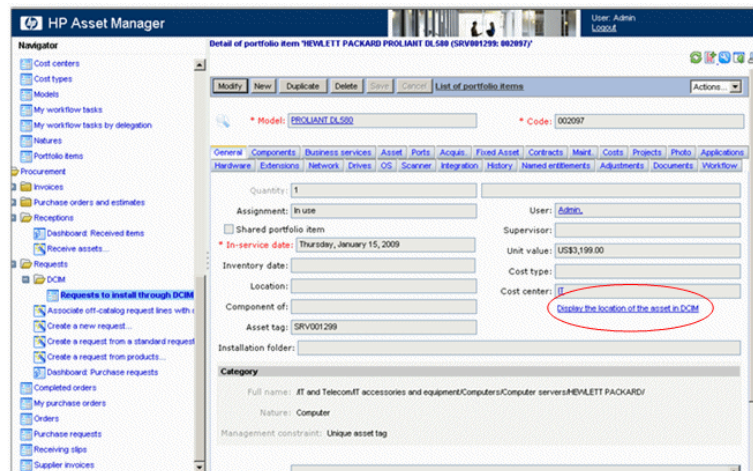 HP Asset Manager
User: Admin
Logout
Navigator
Cost centers
Cost types
Models
My workflow tasks
My workflow tasks by delegation
Natures
Portfolio items
Procurement
Invoices
Purchase orders and estimates
Receptions
Dashboard: Received items
Receive assets...
Requests
DCIM
Requests to install through DCIM
Associate off-catalog request lines with
Create a new request...
Create a request from a standard request
Create a request from products...
Dashboard: Purchase requests
Completed orders
My purchase orders
Orders
Purchase requests
Receiving slips
Supplier invoices
Detail of portfolio item 'HEWLETT PACKARD PROLIANT DL580 (SRV001299: 002097)'
Modify New Duplicate Delete Save Cancel List of portfolio items Actions...
* Model: PROLIANT DL580 * Code: 002097
General Components Business services Asset Ports Acquis. Fixed Asset Contracts Maint. Costs Projects Photo Applications
Hardware Extensions Network Drives OS Scanner Integration History Named entitlements Adjustments Documents Workflow
Quantity: 1
Assignment: In use User: Admin,
Shared portfolio item Supervisor:
* In-service date: Thursday, January 15, 2009 Unit value: US$3,199.00
Inventory date: Cost type:
Location: Cost center: IT
Component of: Display the location of the asset in DCIM
Asset tag: SRV001299
Installation folder:
Category
Full name: /IT and Telecom/IT accessories and equipment/Computers/Computer servers/HEWLETT PACKARD/
Nature: Computer
Management constraint: Unique asset tag